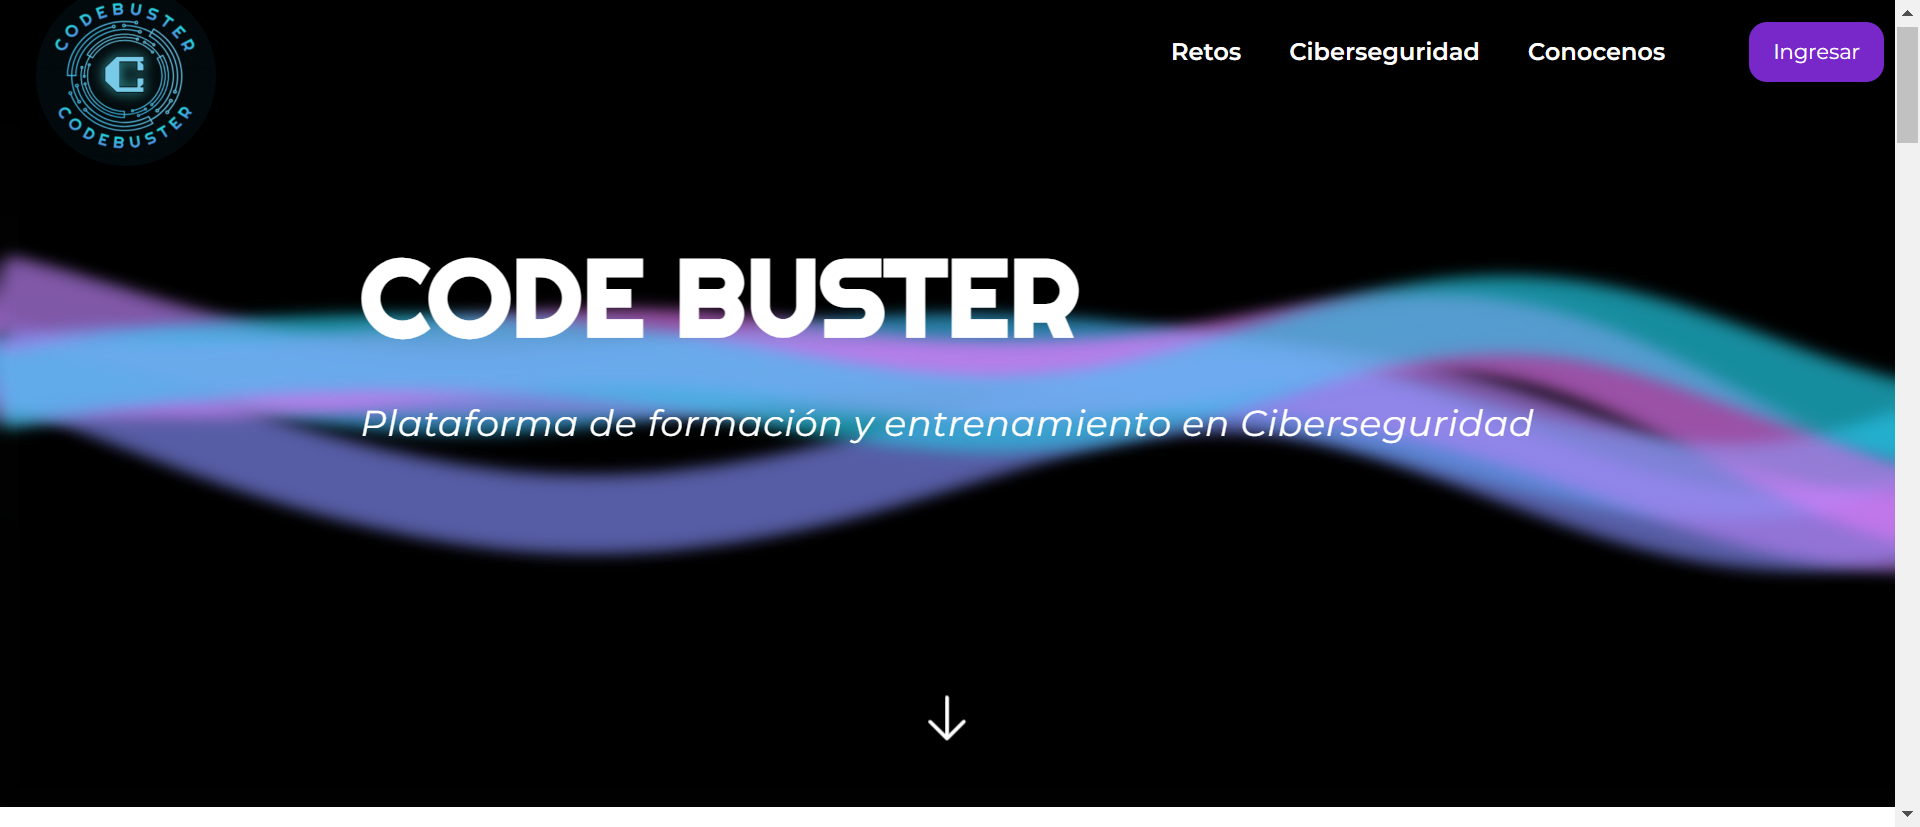 CODEBUSTER
C
CODEBUSTER
Retos Ciberseguridad Conocenos Ingresar
CODE BUSTER
Plataforma de formación y entrenamiento en Ciberseguridad